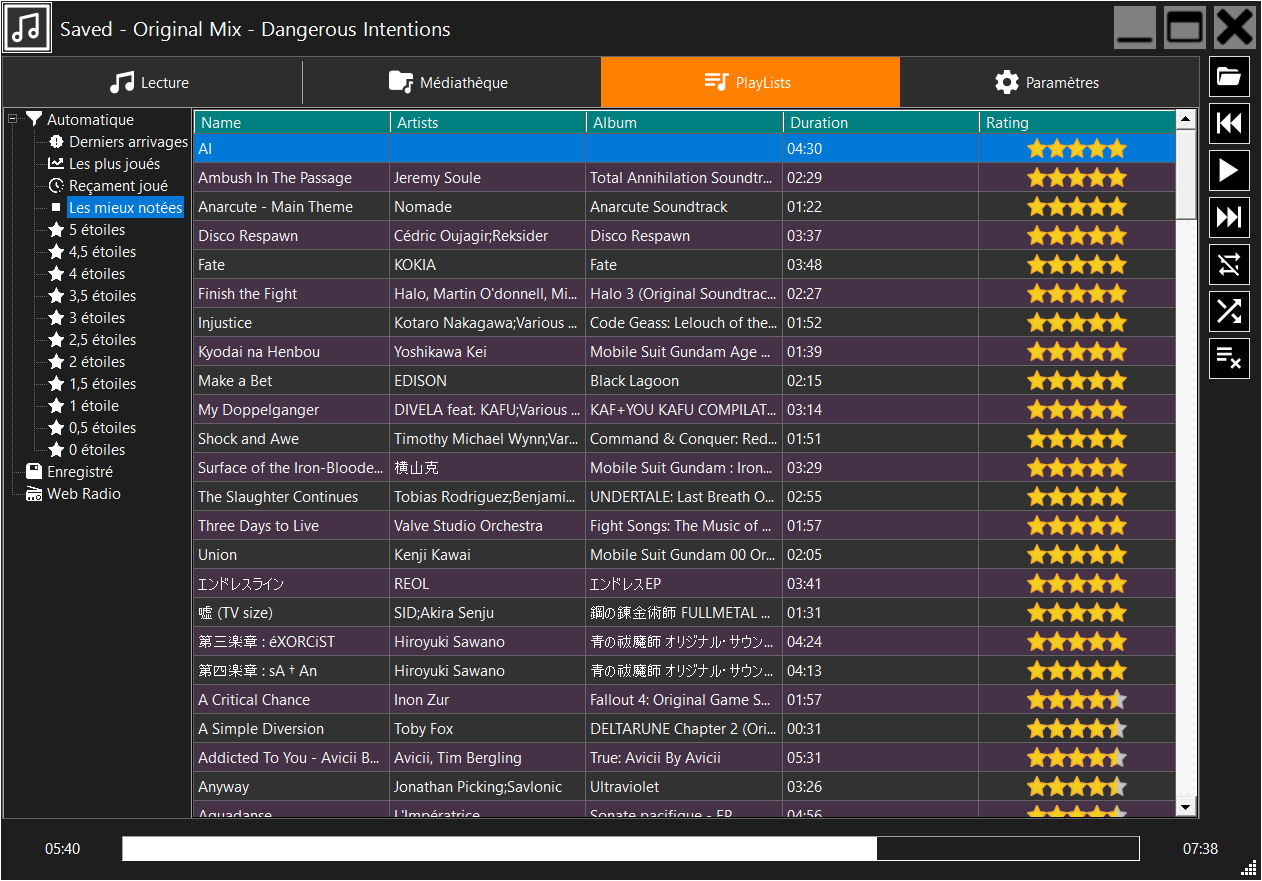 Saved - Original Mix - Dangerous Intentions
Lecture Médiathèque PlayLists Paramètres
Automatique
Derniers arrivages
Les plus joués
Reçament joué
Les mieux notées
5 étoiles
4,5 étoiles
4 étoiles
3,5 étoiles
3 étoiles
2,5 étoiles
2 étoiles
1,5 étoiles
1 étoile
0,5 étoiles
0 étoiles
Enregistré
Web Radio
Name Artists Album Duration Rating
AI 04:30
Ambush In The Passage Jeremy Soule Total Annihilation Soundtr... 02:29
Anarcute - Main Theme Nomade Anarcute Soundtrack 01:22
Disco Respawn Cédric Oujagir;Reksider Disco Respawn 03:37
Fate KOKIA Fate 03:48
Finish the Fight Halo, Martin O'donnell, Mi... Halo 3 (Original Soundtrac... 02:27
Injustice Kotaro Nakagawa;Various ... Code Geass: Lelouch of the... 01:52
Kyodai na Henbou Yoshikawa Kei Mobile Suit Gundam Age ... 01:39
Make a Bet EDISON Black Lagoon 02:15
My Doppelganger DIVELA feat. KAFU;Various ... KAF+YOU KAFU COMPILAT... 03:14
Shock and Awe Timothy Michael Wynn;Var... Command & Conquer: Red... 01:51
Surface of the Iron-Bloode... 横山克 Mobile Suit Gundam : Iron... 03:29
The Slaughter Continues Tobias Rodriguez;Benjami... UNDERTALE: Last Breath O... 02:55
Three Days to Live Valve Studio Orchestra Fight Songs: The Music of ... 01:57
Union Kenji Kawai Mobile Suit Gundam 00 Or... 02:05
エンドレスライン REOL エンドレスEP 03:41
嘘 (TV size) SID;Akira Senju 鋼の錬金術師 FULLMETAL ... 01:31
第三楽章 : éXORCiST Hiroyuki Sawano 青の祓魔師 オリジナル・サウン... 04:24
第四楽章 : sA † An Hiroyuki Sawano 青の祓魔師 オリジナル・サウン... 04:13
A Critical Chance Inon Zur Fallout 4: Original Game S... 01:57
A Simple Diversion Toby Fox DELTARUNE Chapter 2 (Ori... 00:31
Addicted To You - Avicii B... Avicii, Tim Bergling True: Avicii By Avicii 05:31
Anyway Jonathan Picking;Savlonic Ultraviolet 03:26
Aquadanse L'Impératrice Sonate pacifique - EP 04:56
05:40 07:38